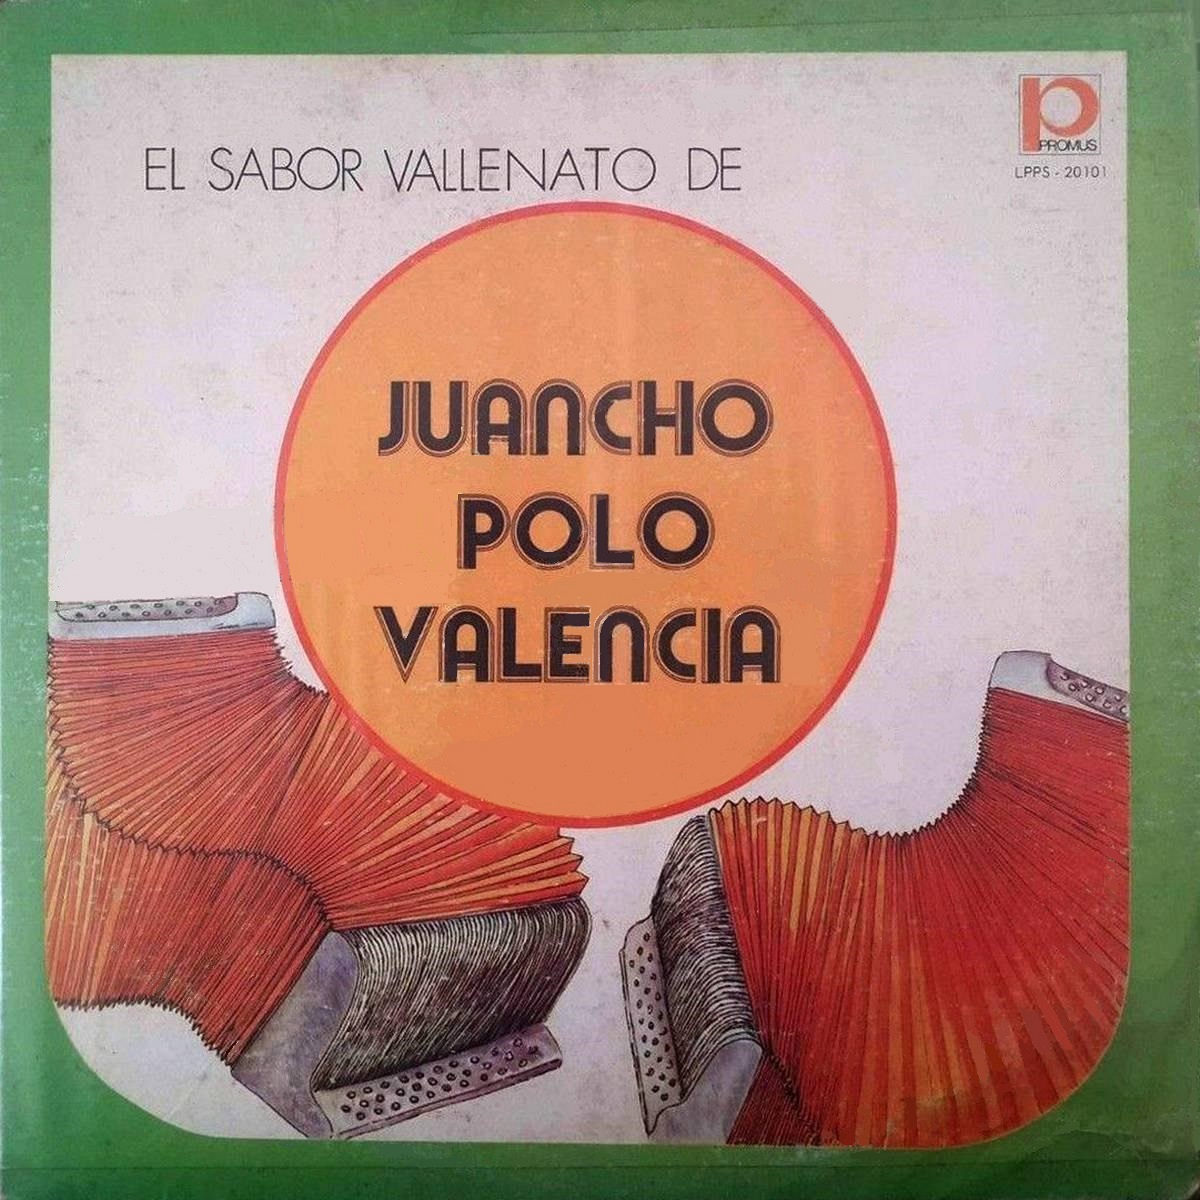 PROMUS
LPPS - 20101
EL SABOR VALLENATO DE
JUANCHO
POLO
VALENCIA